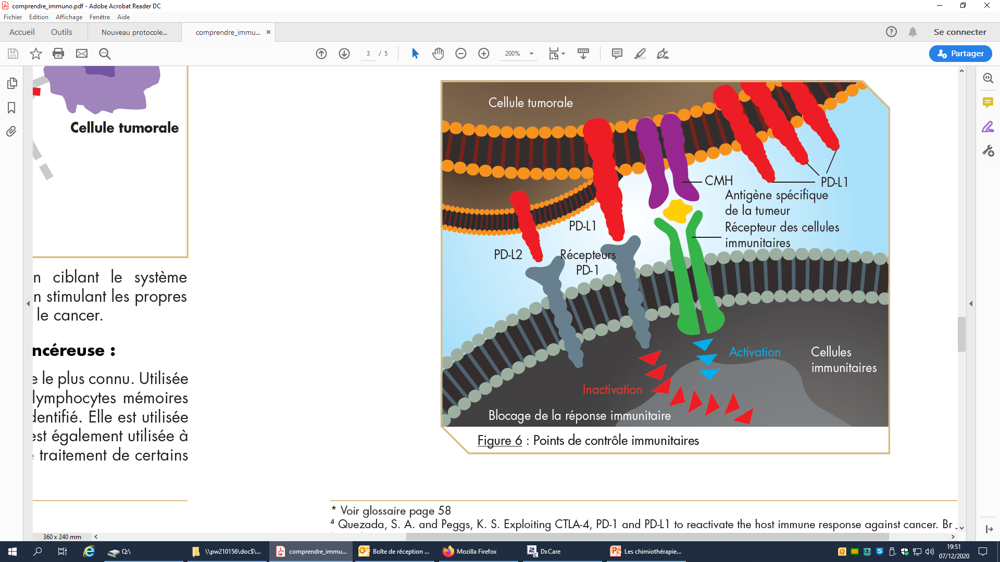 comprendre_immuno.pdf - Adobe Acrobat Reader DC
Fichier Edition Affichage Fenêtre Aide
Accueil Outils Nouveau protocole... comprendre_immu... Se connecter
3 / 5 200% Partager
Cellule tumorale
n ciblant le système
n stimulant les propres
le cancer.
ncéreuse :
e le plus connu. Utilisée
lymphocytes mémoires
dentifié. Elle est utilisée
est également utilisée à
e traitement de certains
Cellule tumorale
CMH
PD-L1
Antigène spécifique
de la tumeur
PD-L1
Récepteur des cellules
immunitaires
PD-L2
Récepteurs
PD-1
Activation
Cellules
immunitaires
Inactivation
Blocage de la réponse immunitaire
Figure 6 : Points de contrôle immunitaires
* Voir glossaire page 58
4 Quezada, S. A. and Peggs, K. S. Exploiting CTLA-4, PD-1 and PD-L1 to reactivate the host immune response against cancer. Br
360 x 240 mm
Q:\ \\pw210156\doc$\... comprendre_immu... Boîte de réception ... Mozilla Firefox DxCare Les chimiothérapie...
19:51
07/12/2020